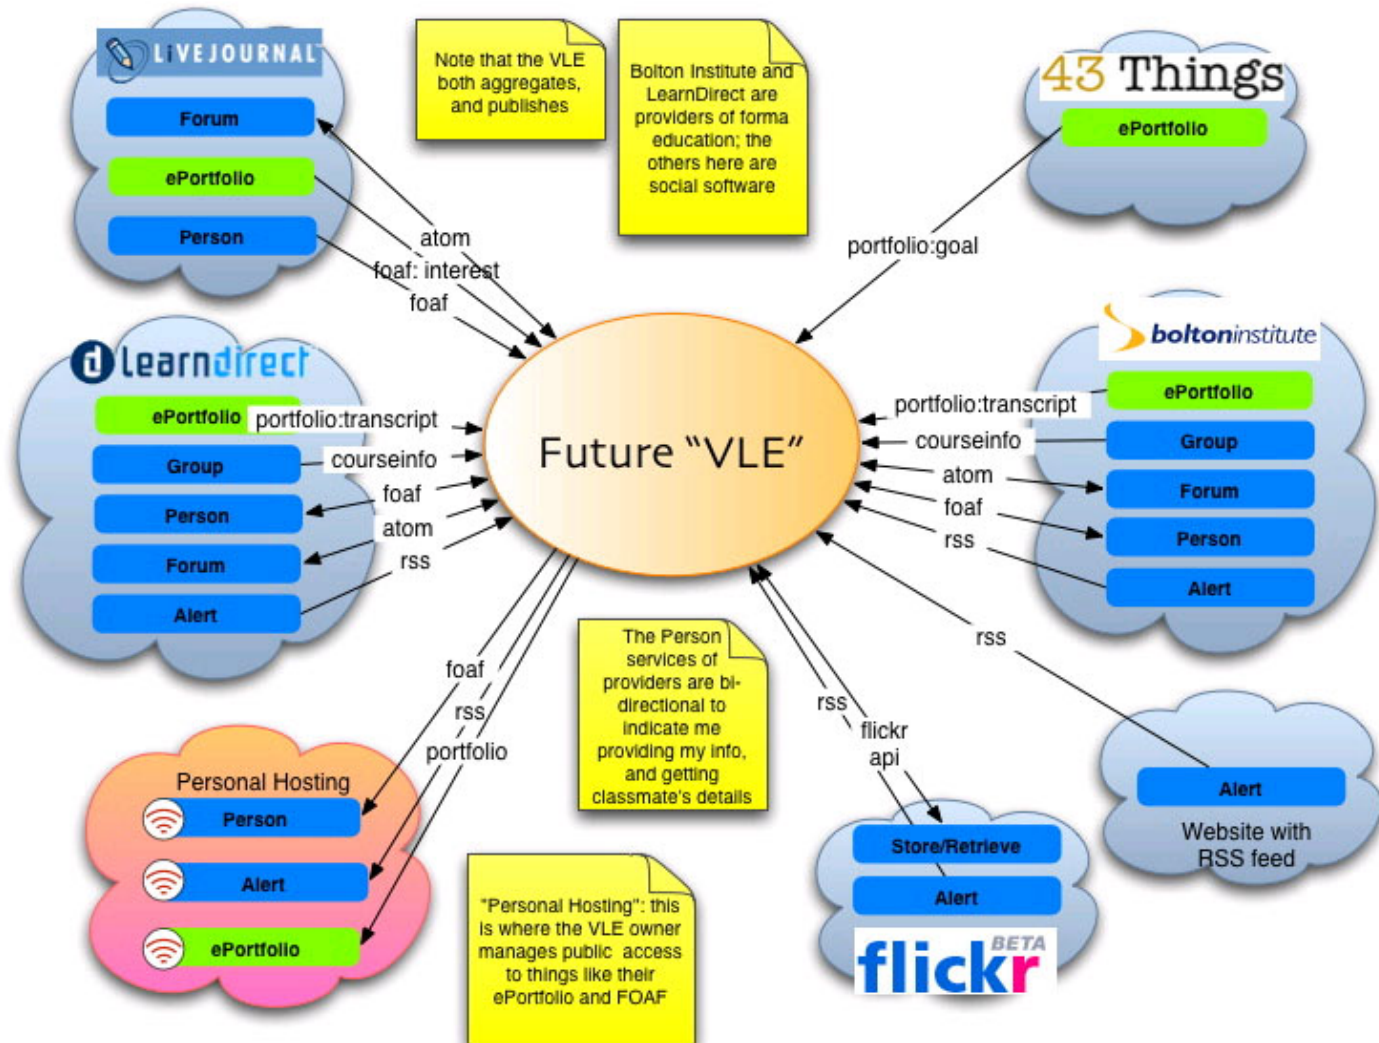 LiVEJOURNAL
Forum
ePortfolio
Person
Note that the VLE
both aggregates,
and publishes
Bolton Institute and
LearnDirect are
providers of forma
education; the
others here are
social software
43 Things
ePortfolio
atom
foaf: interest
foaf
portfolio:goal
learndirect
ePortfolio
Group
Person
Forum
Alert
portfolio:transcript
courseinfo
foaf
atom
rss
Future "VLE"
boltoninstitute
ePortfolio
Group
Forum
Person
Alert
portfolio:transcript
courseinfo
atom
foaf
rss
foaf
rss
portfolio
The Person
services of
providers are bi-
directional to
indicate me
providing my info,
and getting
classmate's details
rss
flickr
api
rss
Personal Hosting
Person
Alert
ePortfolio
"Personal Hosting": this
is where the VLE owner
manages public access
to things like their
ePortfolio and FOAF
Store/Retrieve
Alert
flickr BETA
Alert
Website with
RSS feed